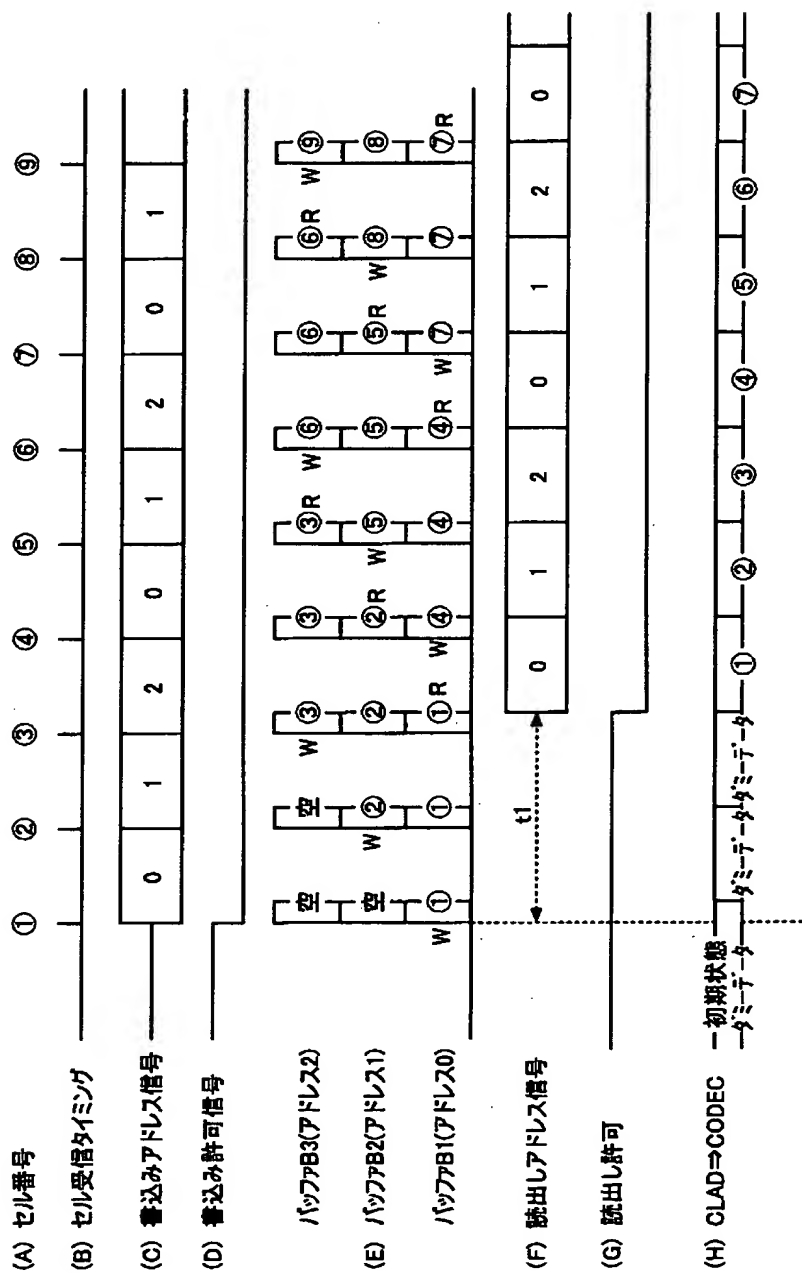 (A) セル番号 ① ② ③ ④ ⑤ ⑥ ⑦ ⑧ ⑨
(B) セル受信タイミング
(C) 書込みアドレス信号 0 1 2 0 1 2 0 1
(D) 書込み許可信号
バッファB3(アドレス2) 空 空 W ③ ③ ③ R W ⑥ ⑥ ⑥ R W ⑨
(E) バッファB2(アドレス1) 空 W ② ② ② R W ⑤ ⑤ ⑤ R W ⑧ ⑧
バッファB1(アドレス0) W ① ① ① R W ④ ④ ④ R W ⑦ ⑦ ⑦ R
(F) 読出しアドレス信号 t1 0 1 2 0 1 2 0
(G) 読出し許可
(H) CLAD⇒CODEC 初期状態
ダミーデータ ダミーデータ ダミーデータ ① ② ③ ④ ⑤ ⑥ ⑦